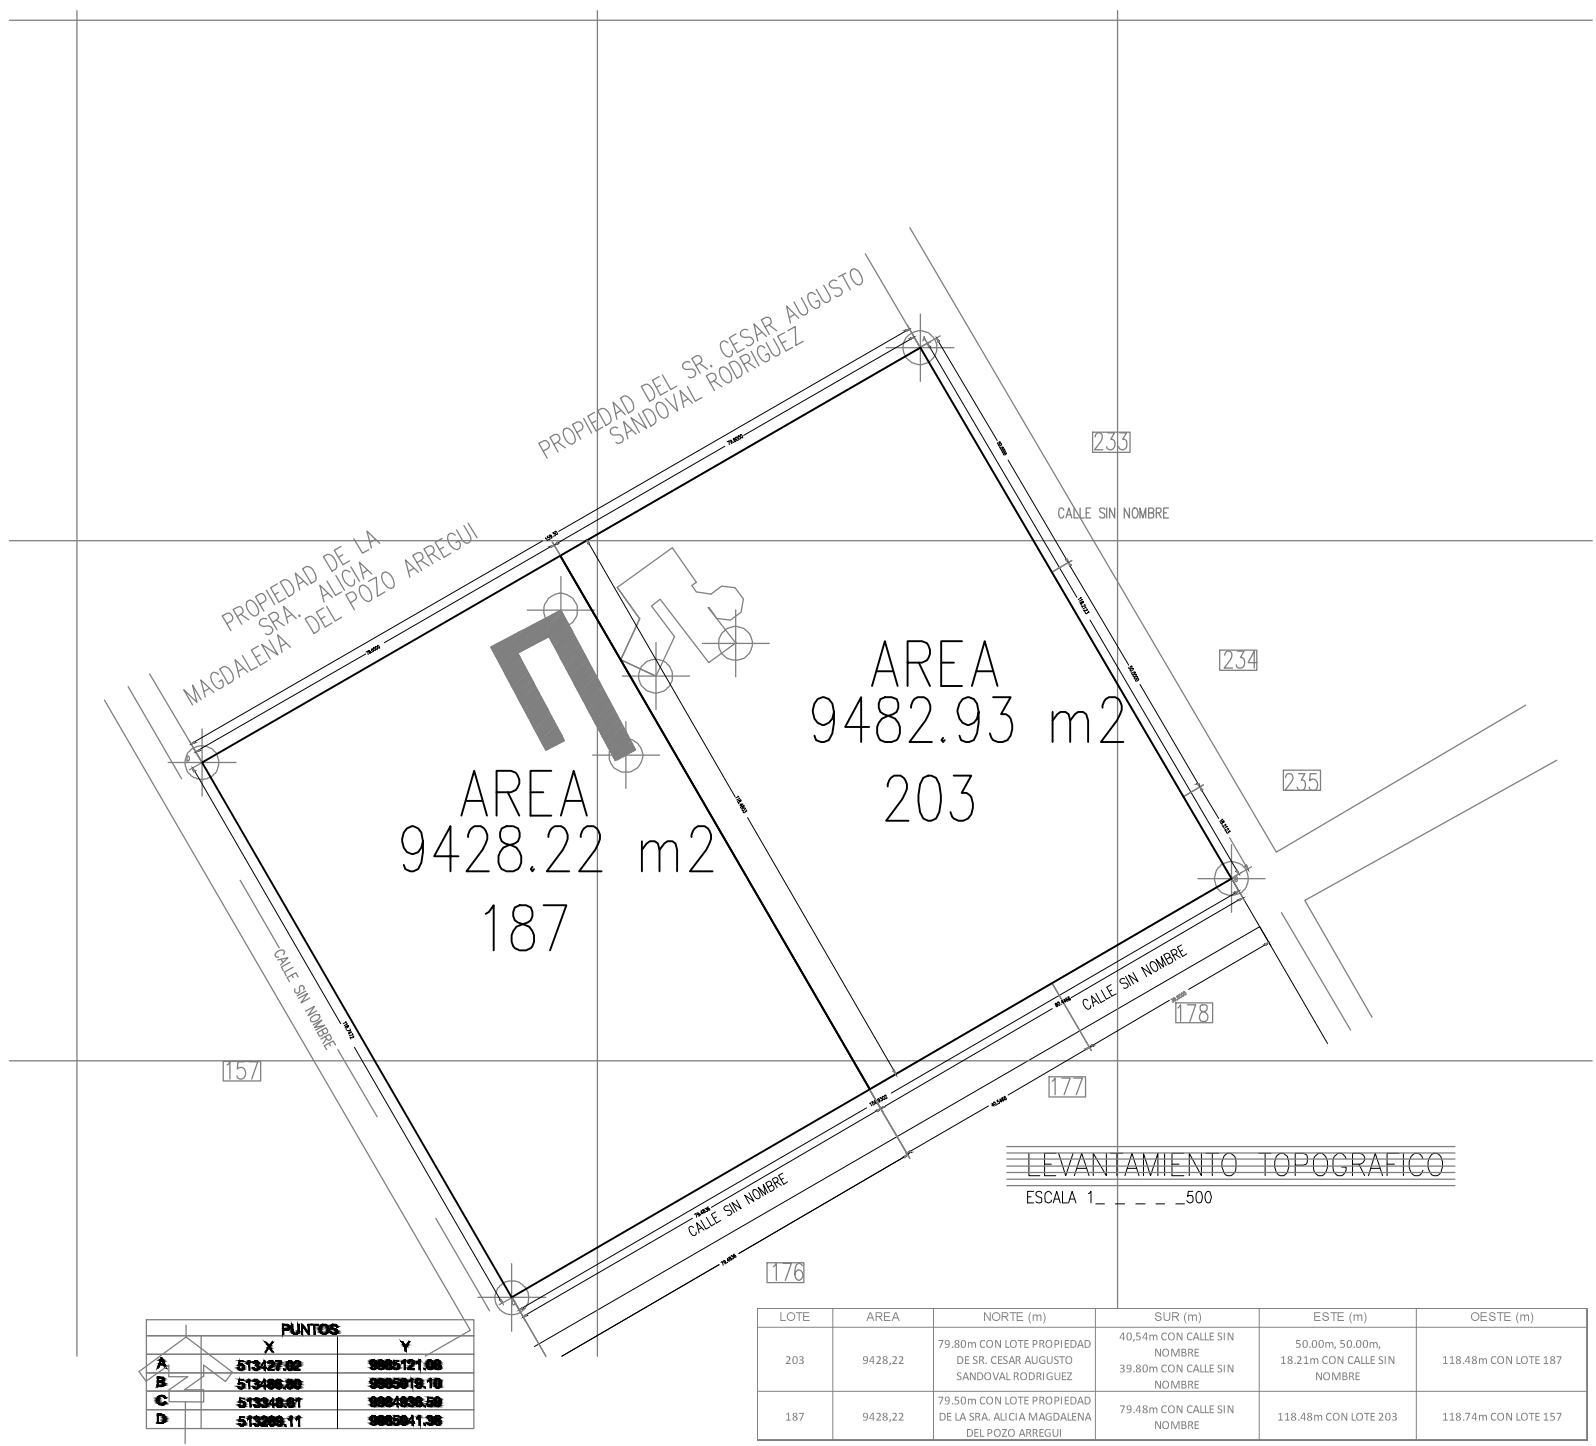 PROPIEDAD DEL SR. CESAR AUGUSTO
SANDOVAL RODRIGUEZ
PROPIEDAD DE LA
SRA. ALICIA
MAGDALENA DEL POZO ARREGUI
233
CALLE SIN NOMBRE
234
235
AREA
9482.93 m2
203
AREA
9428.22 m2
187
CALLE SIN NOMBRE
157
CALLE SIN NOMBRE
178
177
CALLE SIN NOMBRE
176
LEVANTAMIENTO TOPOGRAFICO
ESCALA 1_ _ _ _ _500
PUNTOS
X Y
A 513427.02 9985121.08
B
C
D
LOTE AREA NORTE (m) SUR (m) ESTE (m) OESTE (m)
203 9428,22 79.80m CON LOTE PROPIEDAD DE SR. CESAR AUGUSTO SANDOVAL RODRIGUEZ 40,54m CON CALLE SIN NOMBRE 39.80m CON CALLE SIN NOMBRE 50.00m, 50.00m, 18.21m CON CALLE SIN NOMBRE 118.48m CON LOTE 187
187 9428,22 79.50m CON LOTE PROPIEDAD DE LA SRA. ALICIA MAGDALENA DEL POZO ARREGUI 79.48m CON CALLE SIN NOMBRE 118.48m CON LOTE 203 118.74m CON LOTE 157